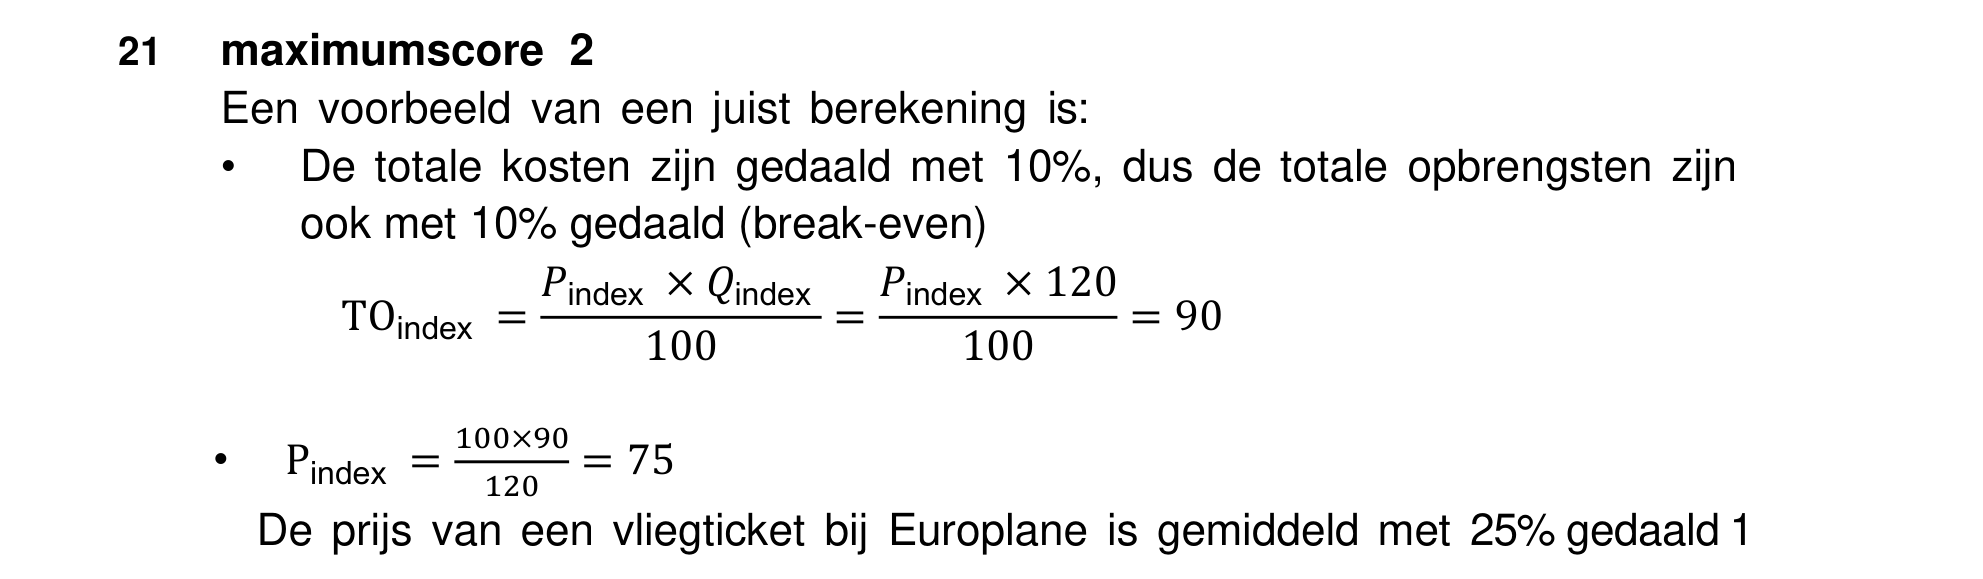 21 maximumscore 2
Een voorbeeld van een juist berekening is:
• De totale kosten zijn gedaald met 10%, dus de totale opbrengsten zijn
ook met 10% gedaald (break-even)
TOindex = (Pindex × Qindex)/100 = (Pindex × 120)/100 = 90
• Pindex = (100×90)/120 = 75
De prijs van een vliegticket bij Europlane is gemiddeld met 25% gedaald 1